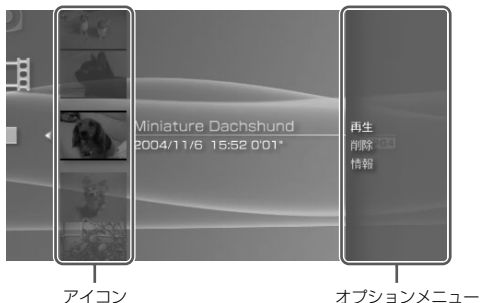 Miniature Dachshund
2004/11/6 15:52 0'01"
再生
削除
情報
アイコン
オプションメニュー